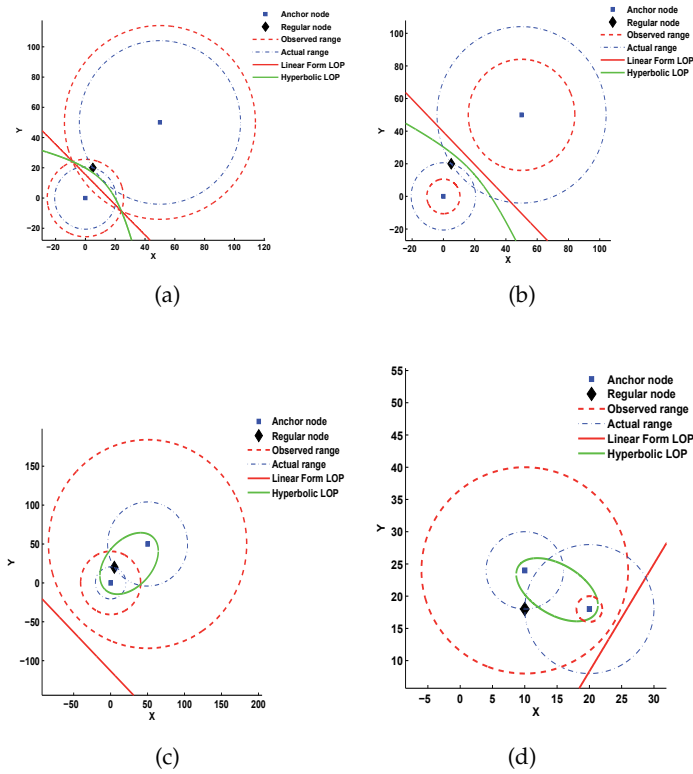 Anchor node
Regular node
Observed range
Actual range
Linear Form LOP
Hyperbolic LOP
100
80
60
40
20
0
−20
Y
−20 0 20 40 60 80 100 120
X
(a)
Anchor node
Regular node
Observed range
Actual range
Linear Form LOP
Hyperbolic LOP
100
80
60
40
20
0
−20
Y
−20 0 20 40 60 80 100
X
(b)
Anchor node
Regular node
Observed range
Actual range
Linear Form LOP
Hyperbolic LOP
150
100
50
0
−50
−100
Y
−50 0 50 100 150 200
X
(c)
Anchor node
Regular node
Observed range
Actual range
Linear Form LOP
Hyperbolic LOP
55
50
45
40
35
30
25
20
15
10
Y
−5 0 5 10 15 20 25 30
X
(d)